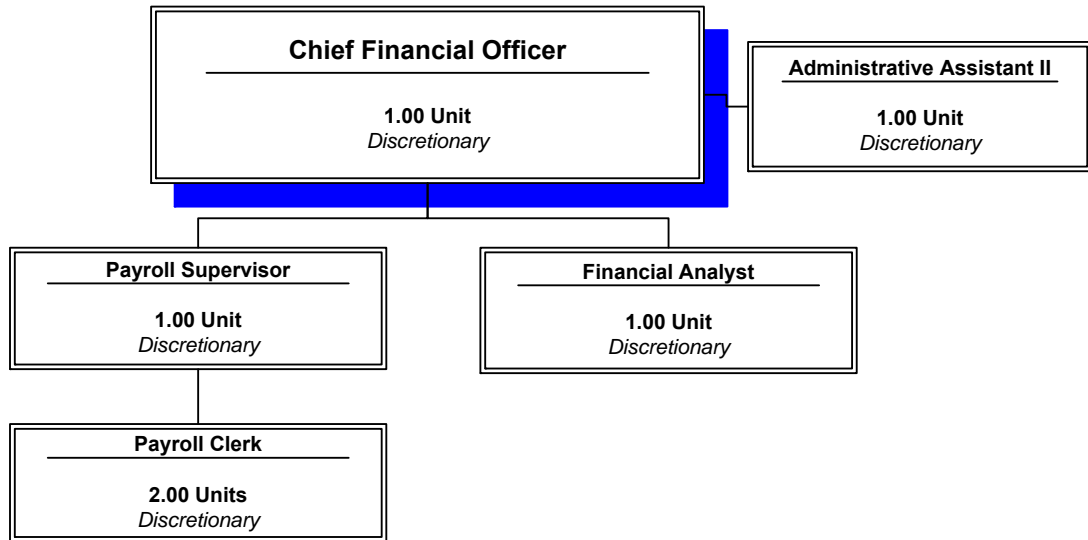 Chief Financial Officer
1.00 Unit
Discretionary
Administrative Assistant II
1.00 Unit
Discretionary
Payroll Supervisor
1.00 Unit
Discretionary
Financial Analyst
1.00 Unit
Discretionary
Payroll Clerk
2.00 Units
Discretionary